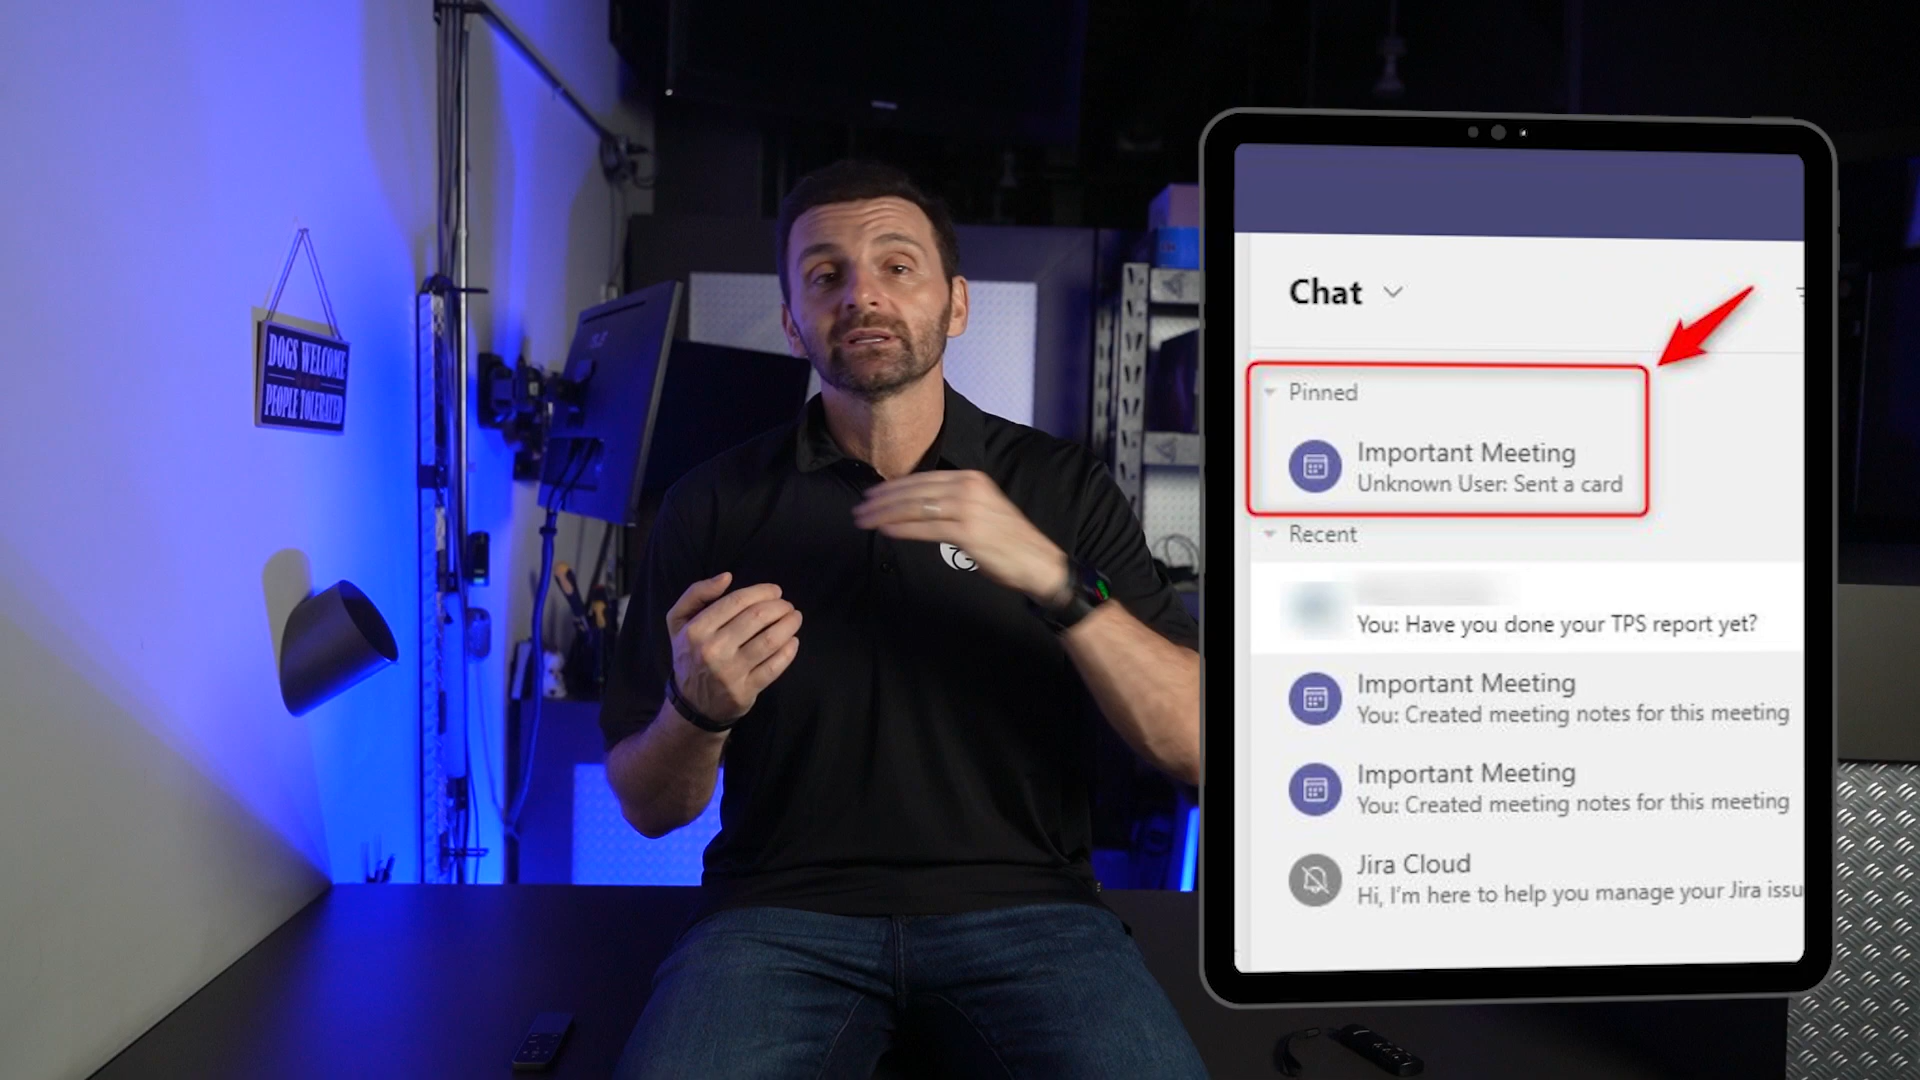 DOGS WELCOME
PEOPLE TOLERATED
Chat
Pinned
Important Meeting
Unknown User: Sent a card
Recent
You: Have you done your TPS report yet?
Important Meeting
You: Created meeting notes for this meeting
Important Meeting
You: Created meeting notes for this meeting
Jira Cloud
Hi, I'm here to help you manage your Jira issu